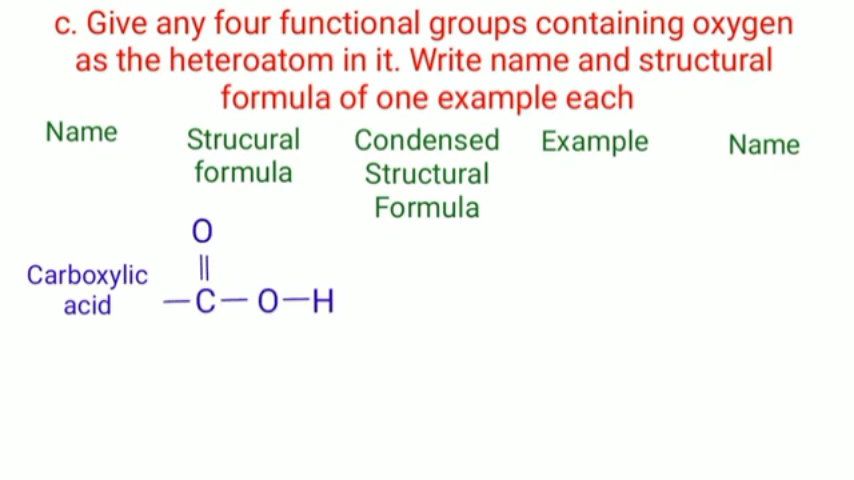 c. Give any four functional groups containing oxygen
as the heteroatom in it. Write name and structural
formula of one example each
Name
Strucural
formula
Condensed
Structural
Formula
Example
Name
Carboxylic
acid
O
||
—C—O—H